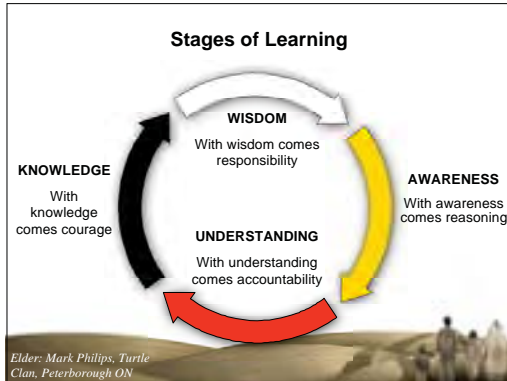 Stages of Learning
WISDOM
With wisdom comes
responsibility
AWARENESS
With awareness
comes reasoning
UNDERSTANDING
With understanding
comes accountability
KNOWLEDGE
With
knowledge
comes courage
Elder: Mark Philips, Turtle
Clan, Peterborough ON